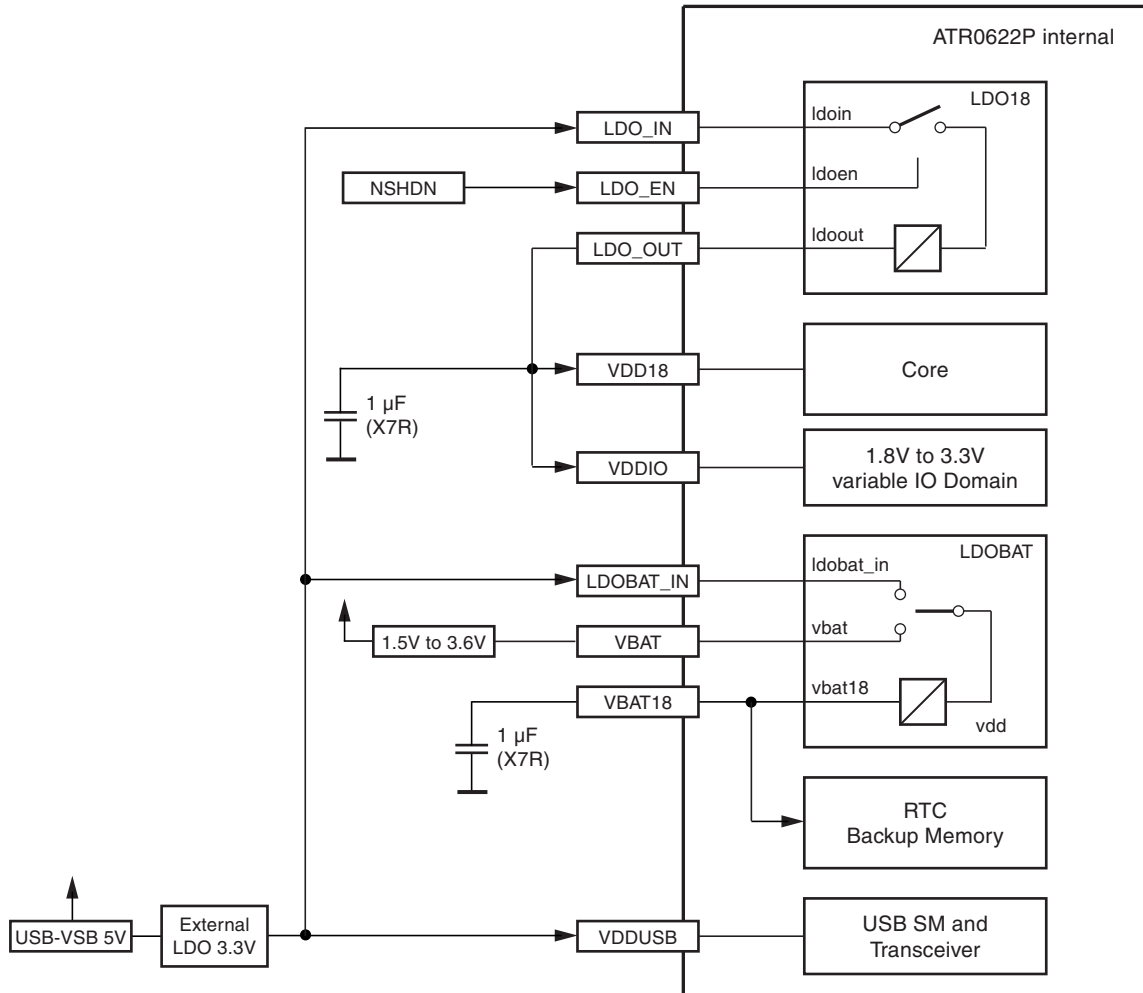 ATR0622P internal
LDO18
LDO_IN
ldoin
NSHDN
LDO_EN
ldoen
LDO_OUT
ldoout
VDD18
Core
1 µF
(X7R)
VDDIO
1.8V to 3.3V
variable IO Domain
LDOBAT
LDOBAT_IN
ldobat_in
1.5V to 3.6V
VBAT
vbat
VBAT18
vbat18
vdd
1 µF
(X7R)
RTC
Backup Memory
USB-VSB 5V
External
LDO 3.3V
VDDUSB
USB SM and
Transceiver